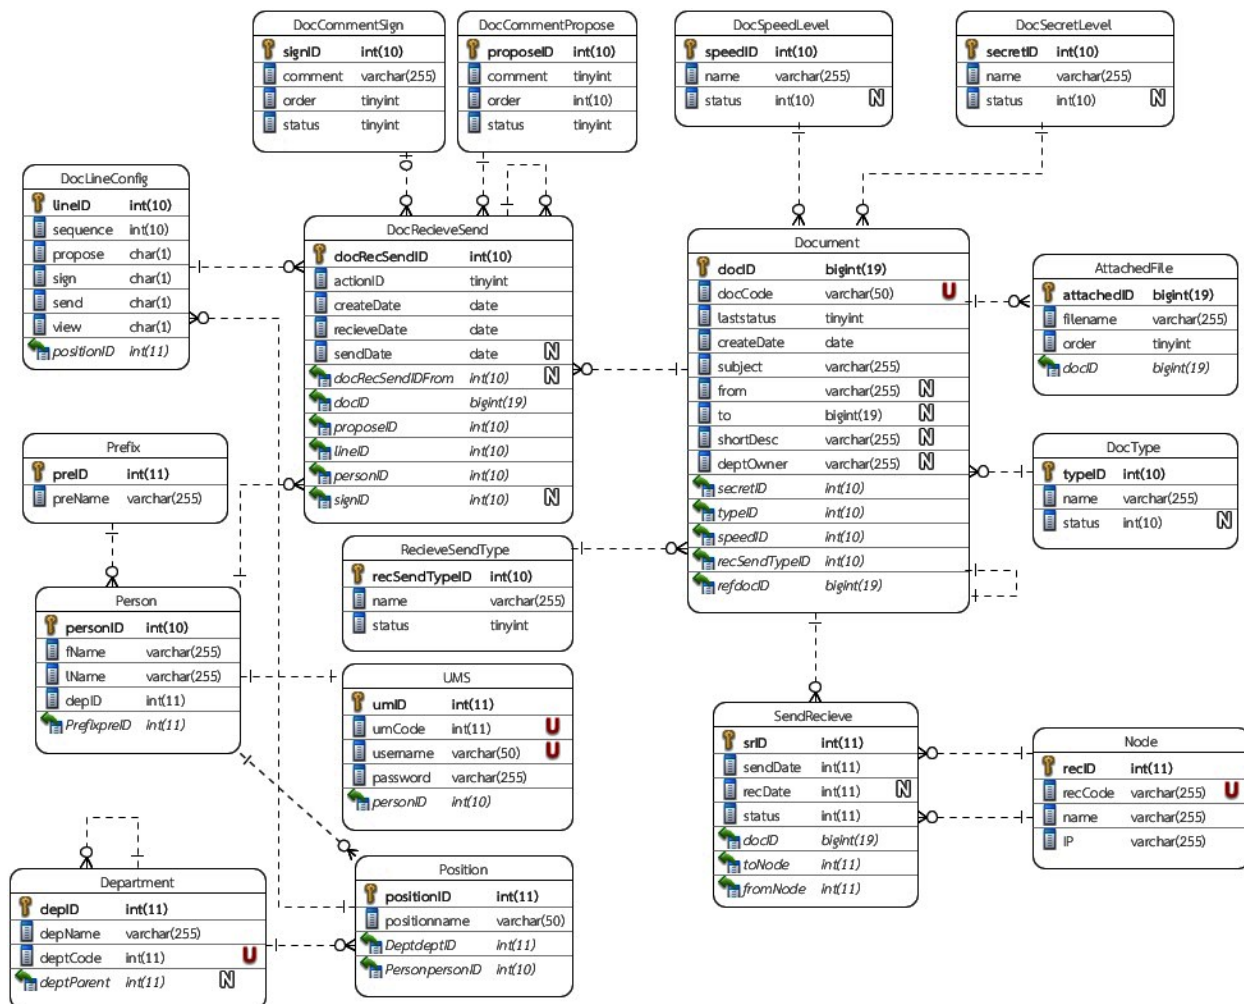 DocCommentSign
signID int(10)
comment varchar(255)
order tinyint
status tinyint
DocCommentPropose
proposeID int(10)
comment tinyint
order int(10)
status tinyint
DocSpeedLevel
speedID int(10)
name varchar(255)
status int(10) N
DocSecretLevel
secretID int(10)
name varchar(255)
status int(10) N
DocLineConfig
lineID int(10)
sequence int(10)
propose char(1)
sign char(1)
send char(1)
view char(1)
positionID int(11)
DocRecieveSend
docRecSendID int(10)
actionID tinyint
createDate date
recieveDate date
sendDate date N
docRecSendIDFrom int(10) N
docID bigint(19)
proposeID int(10)
lineID int(10)
personID int(10)
signID int(10) N
Document
docID bigint(19)
docCode varchar(50) U
laststatus tinyint
createDate date
subject varchar(255)
from varchar(255) N
to bigint(19) N
shortDesc varchar(255) N
deptOwner varchar(255) N
secretID int(10)
typeID int(10)
speedID int(10)
recSendTypeID int(10)
refdocID bigint(19)
AttachedFile
attachedID bigint(19)
filename varchar(255)
order tinyint
docID bigint(19)
Prefix
preID int(11)
preName varchar(255)
DocType
typeID int(10)
name varchar(255)
status int(10) N
RecieveSendType
recSendTypeID int(10)
name varchar(255)
status tinyint
Person
personID int(10)
fName varchar(255)
lName varchar(255)
depID int(11)
PrefixpreID int(11)
UMS
umID int(11)
umCode int(11) U
username varchar(50) U
password varchar(255)
personID int(10)
SendRecieve
srID int(11)
sendDate int(11)
recDate int(11) N
status int(11)
docID bigint(19)
toNode int(11)
fromNode int(11)
Node
recID int(11)
recCode varchar(255) U
name varchar(255)
IP varchar(255)
Department
depID int(11)
depName varchar(255)
deptCode int(11) U
deptParent int(11) N
Position
positionID int(11)
positionname varchar(50)
DeptdeptID int(11)
PersonpersonID int(10)